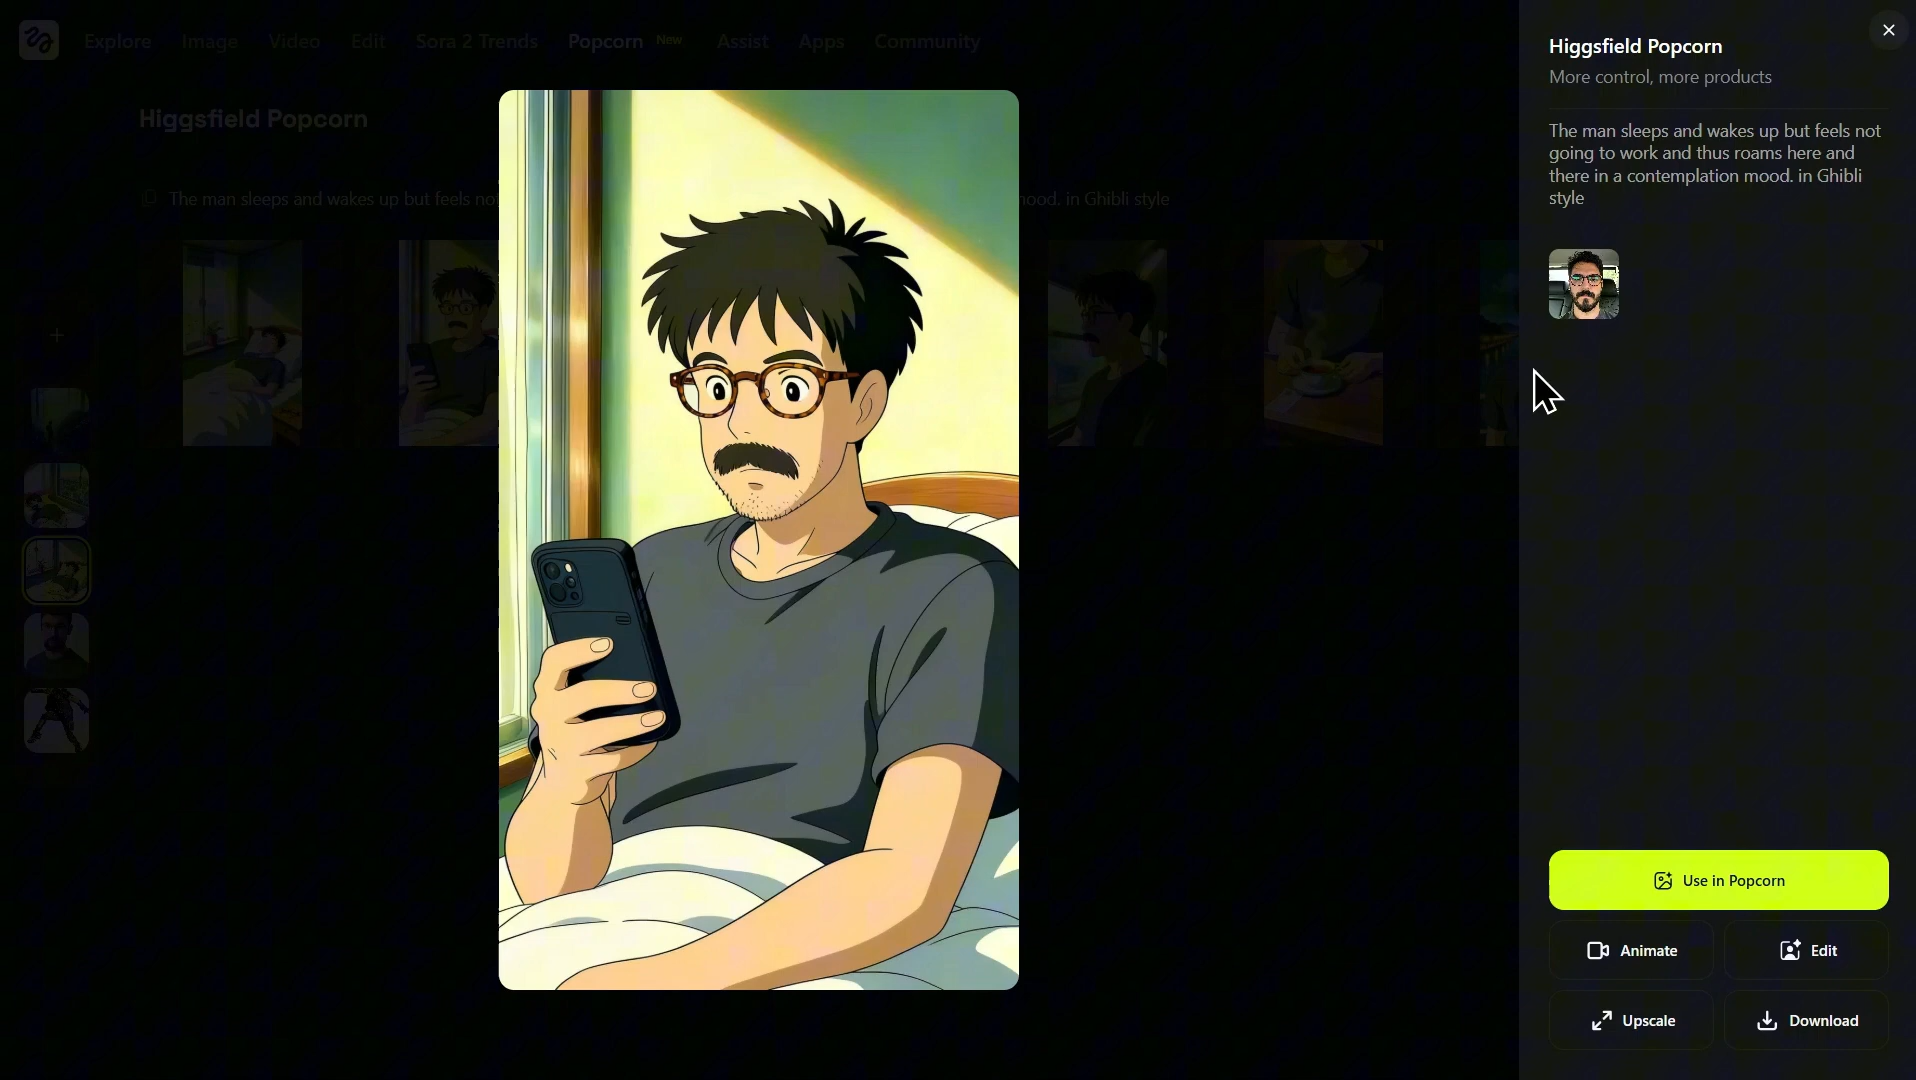 Explore Image Video Edit Sora 2 Trends Popcorn New Assist Apps Community
Higgsfield Popcorn
The man sleeps and wakes up but feels no
ood. in Ghibli style
Higgsfield Popcorn
More control, more products
The man sleeps and wakes up but feels not
going to work and thus roams here and
there in a contemplation mood. in Ghibli
style
Use in Popcorn
Animate
Edit
Upscale
Download